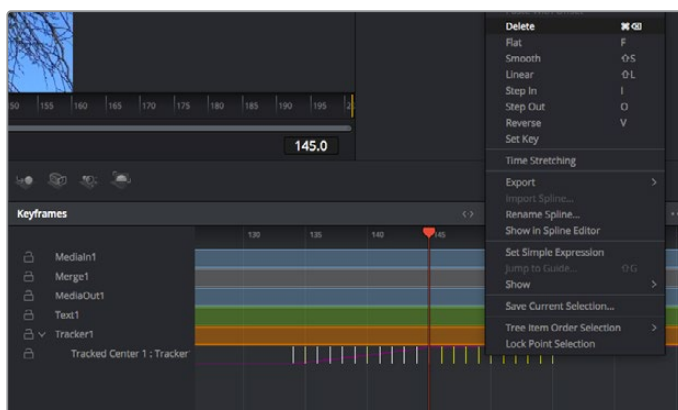 Delete ⌘⌫
Flat F
Smooth ⇧S
Linear ⇧L
Step In I
Step Out O
Reverse V
Set Key
Time Stretching
Export
Import Spline...
Rename Spline...
Show in Spline Editor
Set Simple Expression
Jump to Guide... ⇧G
Show
Save Current Selection...
Tree Item Order Selection
Lock Point Selection
50 155 160 165 170 175 180 185 190 195
145.0
Keyframes
130 135 140 145
MediaIn1
Merge1
MediaOut1
Text1
Tracker1
Tracked Center 1 : Tracker